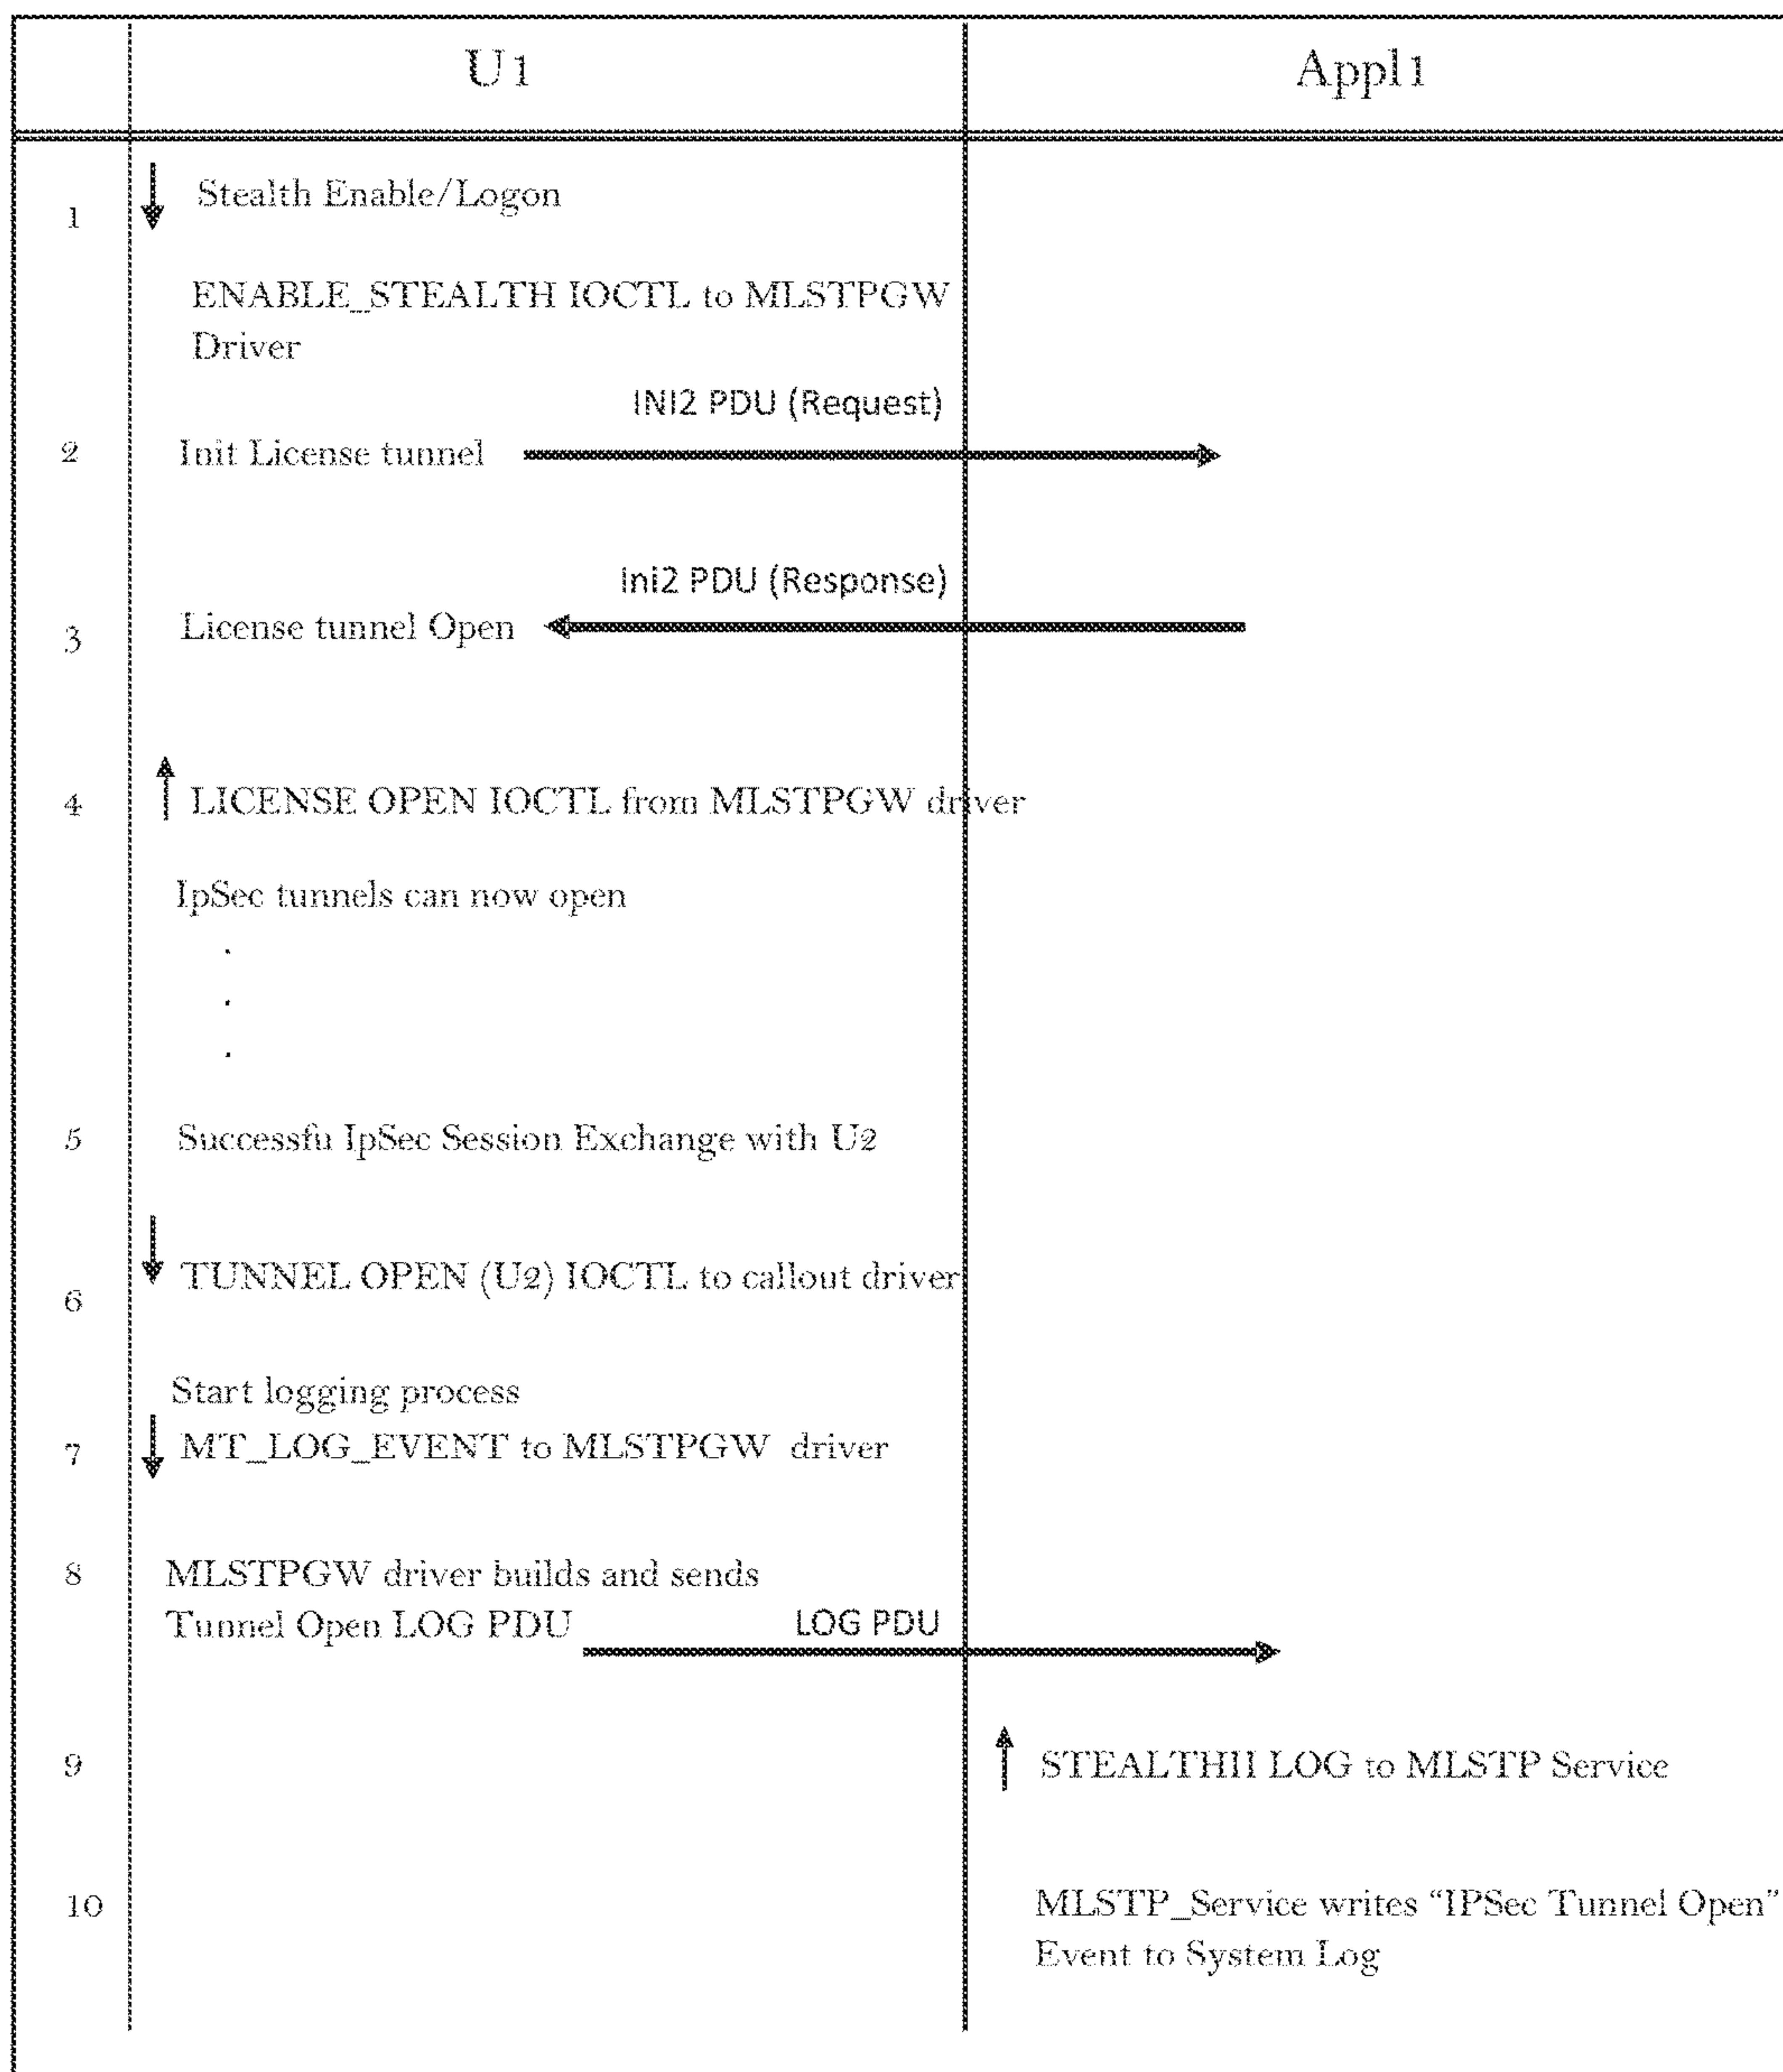 U1
Appl1
1
Stealth Enable/Logon
ENABLE_STEALTH IOCTL to MLSTPGW
Driver
INI2 PDU (Request)
2
Init License tunnel
Ini2 PDU (Response)
3
License tunnel Open
4
LICENSE OPEN IOCTL from MLSTPGW driver
IpSec tunnels can now open
.
.
.
5
Successfu IpSec Session Exchange with U2
6
TUNNEL OPEN (U2) IOCTL to callout driver
Start logging process
7
MT_LOG_EVENT to MLSTPGW driver
8
MLSTPGW driver builds and sends
Tunnel Open LOG PDU
LOG PDU
9
STEALTHII LOG to MLSTP Service
10
MLSTP_Service writes “IPSec Tunnel Open”
Event to System Log